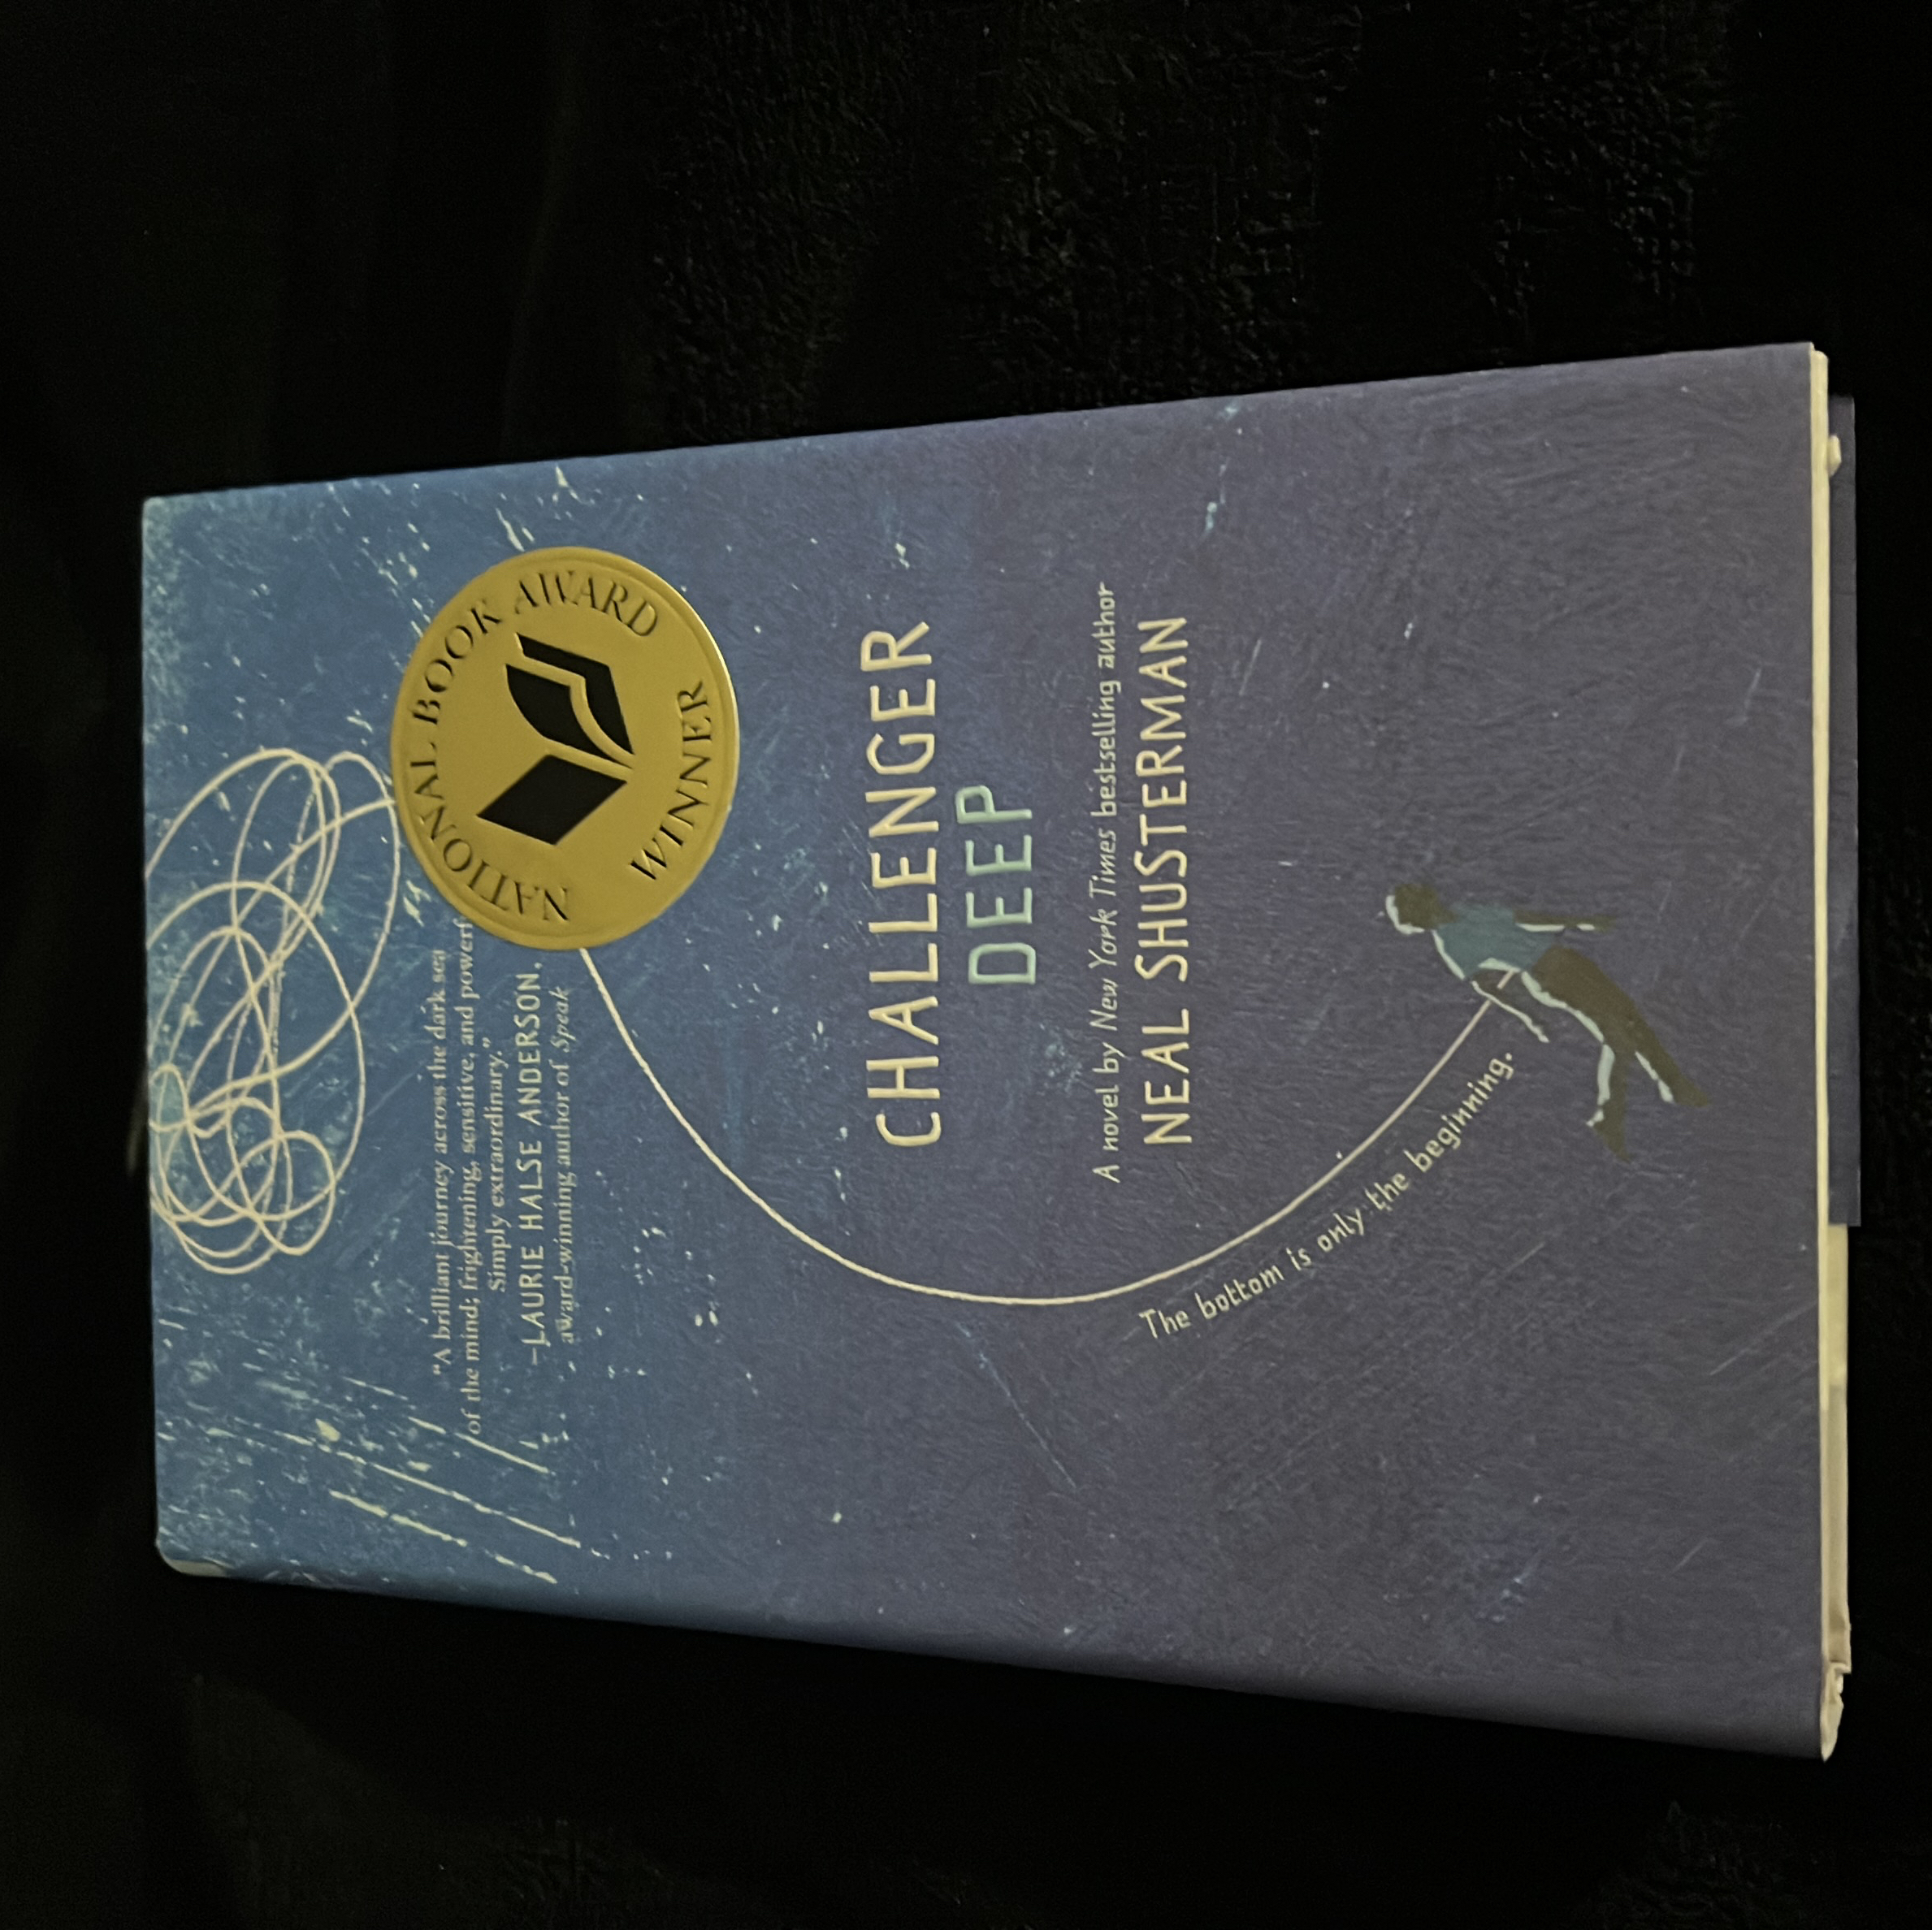 "A brilliant journey across the dark sea
of the mind; frightening, sensitive, and
Simply extraordinary."
—LAURIE HALSE ANDERSON,
award-winning author of Speak
NATIONAL BOOK AWARD
WINNER
CHALLENGER
DEEP
A novel by New York Times bestselling author
NEAL SHUSTERMAN
The bottom is only the beginning.